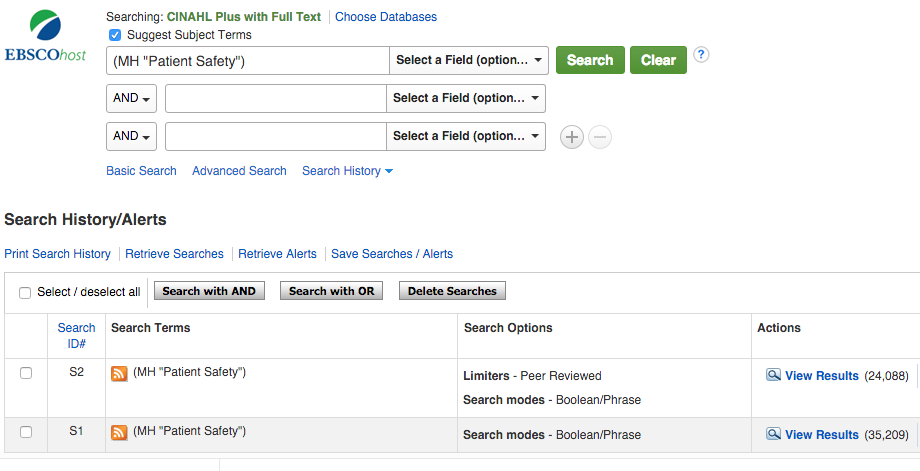 EBSCOhost
Searching: CINAHL Plus with Full Text Choose Databases
Suggest Subject Terms
(MH "Patient Safety") Select a Field (option... Search Clear ?
AND Select a Field (option...
AND Select a Field (option...
Basic Search Advanced Search Search History
Search History/Alerts
Print Search History Retrieve Searches Retrieve Alerts Save Searches / Alerts
Select / deselect all Search with AND Search with OR Delete Searches
Search ID# Search Terms Search Options Actions
S2 (MH "Patient Safety") Limiters - Peer Reviewed View Results (24,088)
Search modes - Boolean/Phrase
S1 (MH "Patient Safety") Search modes - Boolean/Phrase View Results (35,209)